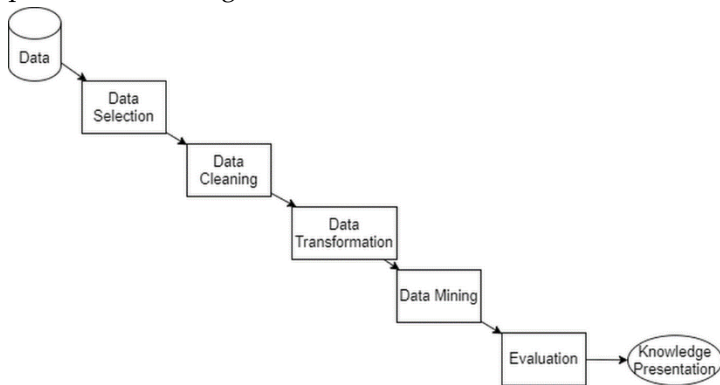 Data
Data
Selection
Data
Cleaning
Data
Transformation
Data Mining
Evaluation
Knowledge
Presentation